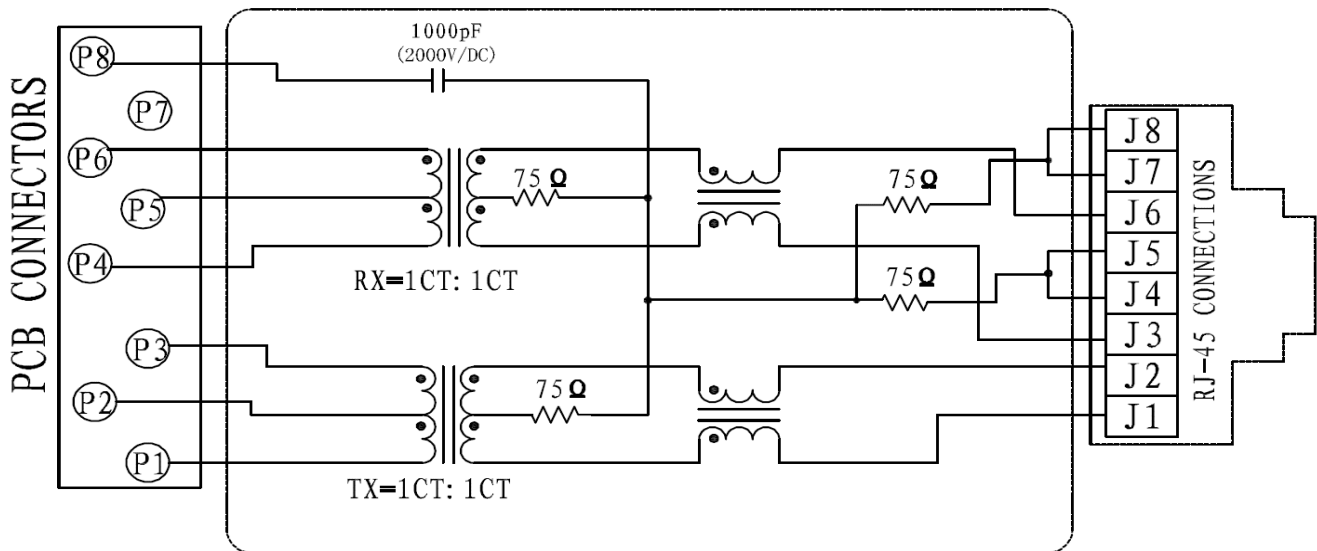 PCB CONNECTORS
P8
P7
P6
P5
P4
P3
P2
P1
1000pF
(2000V/DC)
75Ω
RX=1CT: 1CT
75Ω
TX=1CT: 1CT
75Ω
75Ω
J8
J7
J6
J5
J4
J3
J2
J1
RJ-45 CONNECTIONS